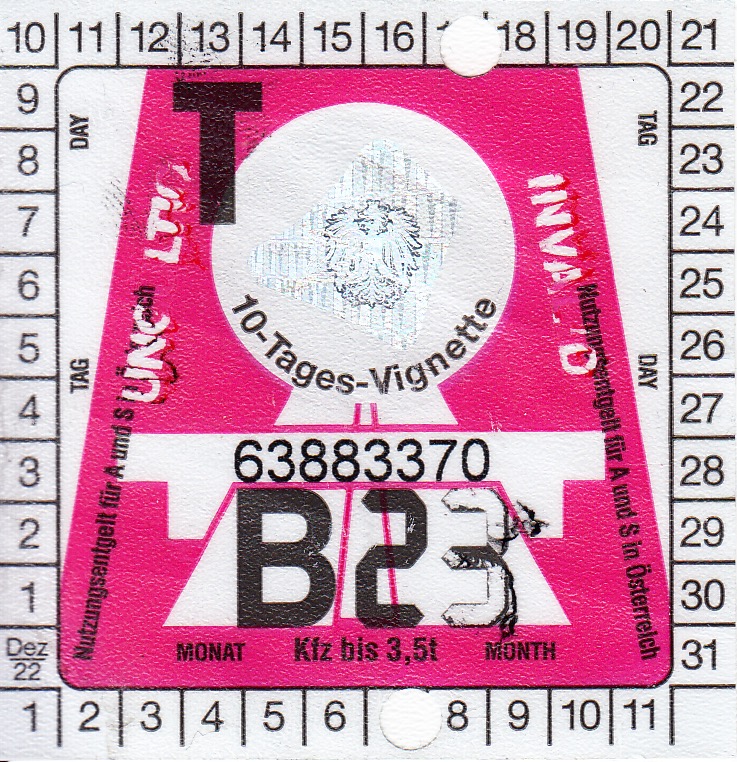 10 11 12 13 14 15 16 18 19 20 21
9 22
8 23
7 24
6 25
5 26
4 27
3 28
2 29
1 30
Dez 22 31
1 2 3 4 5 6 8 9 10 11
DAY
TAG
TAG
DAY
T
10-Tages-Vignette
63883370
B23
MONAT Kfz bis 3,5t MONTH
Nutzungsentgelt für A und S in
Nutzungsentgelt für A und S in Österreich